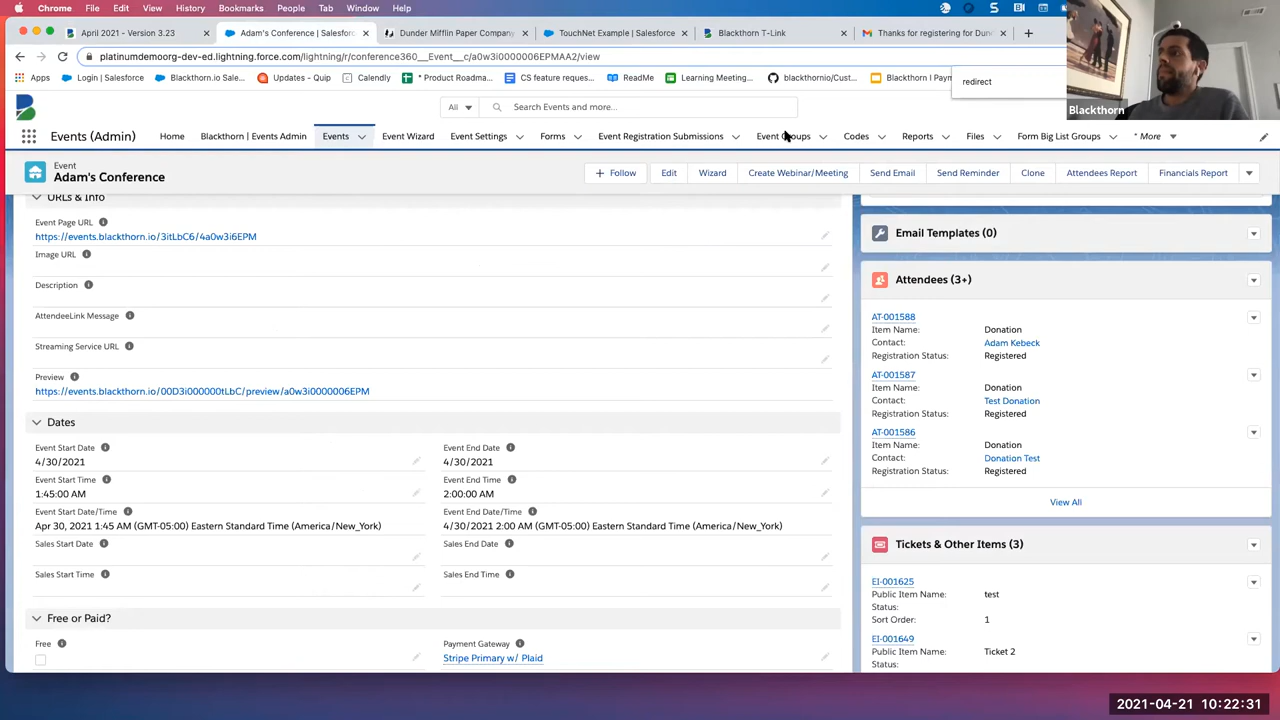 Chrome File Edit View History Bookmarks People Tab Window Help
April 2021 - Version 3.23
Adam's Conference | Salesforc
Dunder Mifflin Paper Company
TouchNet Example | Salesforce
Blackthorn T-Link
Thanks for registering for Dun
platinumdemoorg-dev-ed.lightning.force.com/lightning/r/conference360__Event__c/a0w3i0000006EPMAA2/view
redirect
Apps Login | Salesforce Blackthorn.io Sale... Updates - Quip Calendly * Product Roadma... CS feature reques... ReadMe Learning Meeting... blackthornio/Cust... Blackthorn | Paym
Blackthorn
All Search Events and more...
Events (Admin) Home Blackthorn | Events Admin Events Event Wizard Event Settings Forms Event Registration Submissions Event Groups Codes Reports Files Form Big List Groups * More
Event
Adam's Conference
Follow Edit Wizard Create Webinar/Meeting Send Email Send Reminder Clone Attendees Report Financials Report
URLs & Info
Event Page URL
https://events.blackthorn.io/3itLbC6/4a0w3i6EPM
Image URL
Description
AttendeeLink Message
Streaming Service URL
Preview
https://events.blackthorn.io/00D3i000000tLbC/preview/a0w3i0000006EPM
Dates
Event Start Date Event End Date
4/30/2021 4/30/2021
Event Start Time Event End Time
1:45:00 AM 2:00:00 AM
Event Start Date/Time Event End Date/Time
Apr 30, 2021 1:45 AM (GMT-05:00) Eastern Standard Time (America/New_York) 4/30/2021 2:00 AM (GMT-05:00) Eastern Standard Time (America/New_York)
Sales Start Date Sales End Date
Sales Start Time Sales End Time
Free or Paid?
Free Payment Gateway
Stripe Primary w/ Plaid
Email Templates (0)
Attendees (3+)
AT-001588
Item Name: Donation
Contact: Adam Kebeck
Registration Status: Registered
AT-001587
Item Name: Donation
Contact: Test Donation
Registration Status: Registered
AT-001586
Item Name: Donation
Contact: Donation Test
Registration Status: Registered
View All
Tickets & Other Items (3)
EI-001625
Public Item Name: test
Status:
Sort Order: 1
EI-001649
Public Item Name: Ticket 2
Status:
2021-04-21 10:22:31